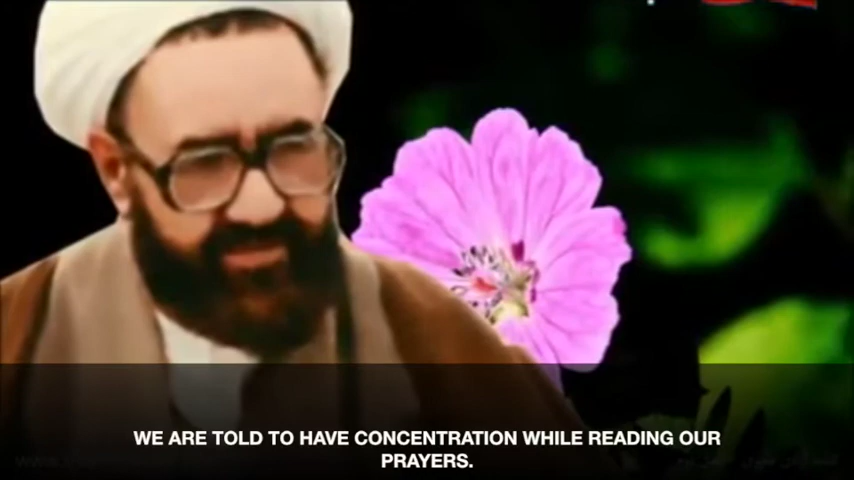 WE ARE TOLD TO HAVE CONCENTRATION WHILE READING OUR
PRAYERS.